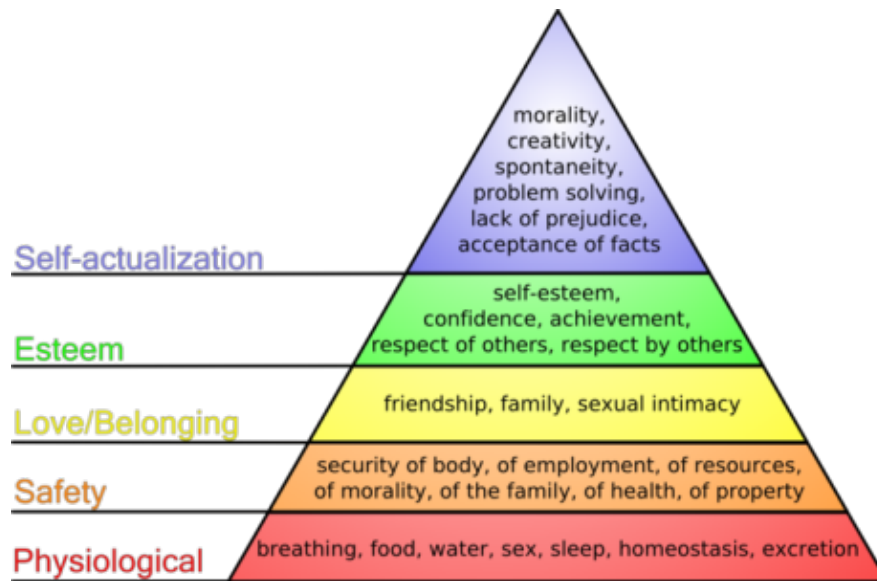 morality,
creativity,
spontaneity,
problem solving,
lack of prejudice,
acceptance of facts
Self-actualization
self-esteem,
confidence, achievement,
respect of others, respect by others
Esteem
friendship, family, sexual intimacy
Love/Belonging
security of body, of employment, of resources,
of morality, of the family, of health, of property
Safety
breathing, food, water, sex, sleep, homeostasis, excretion
Physiological